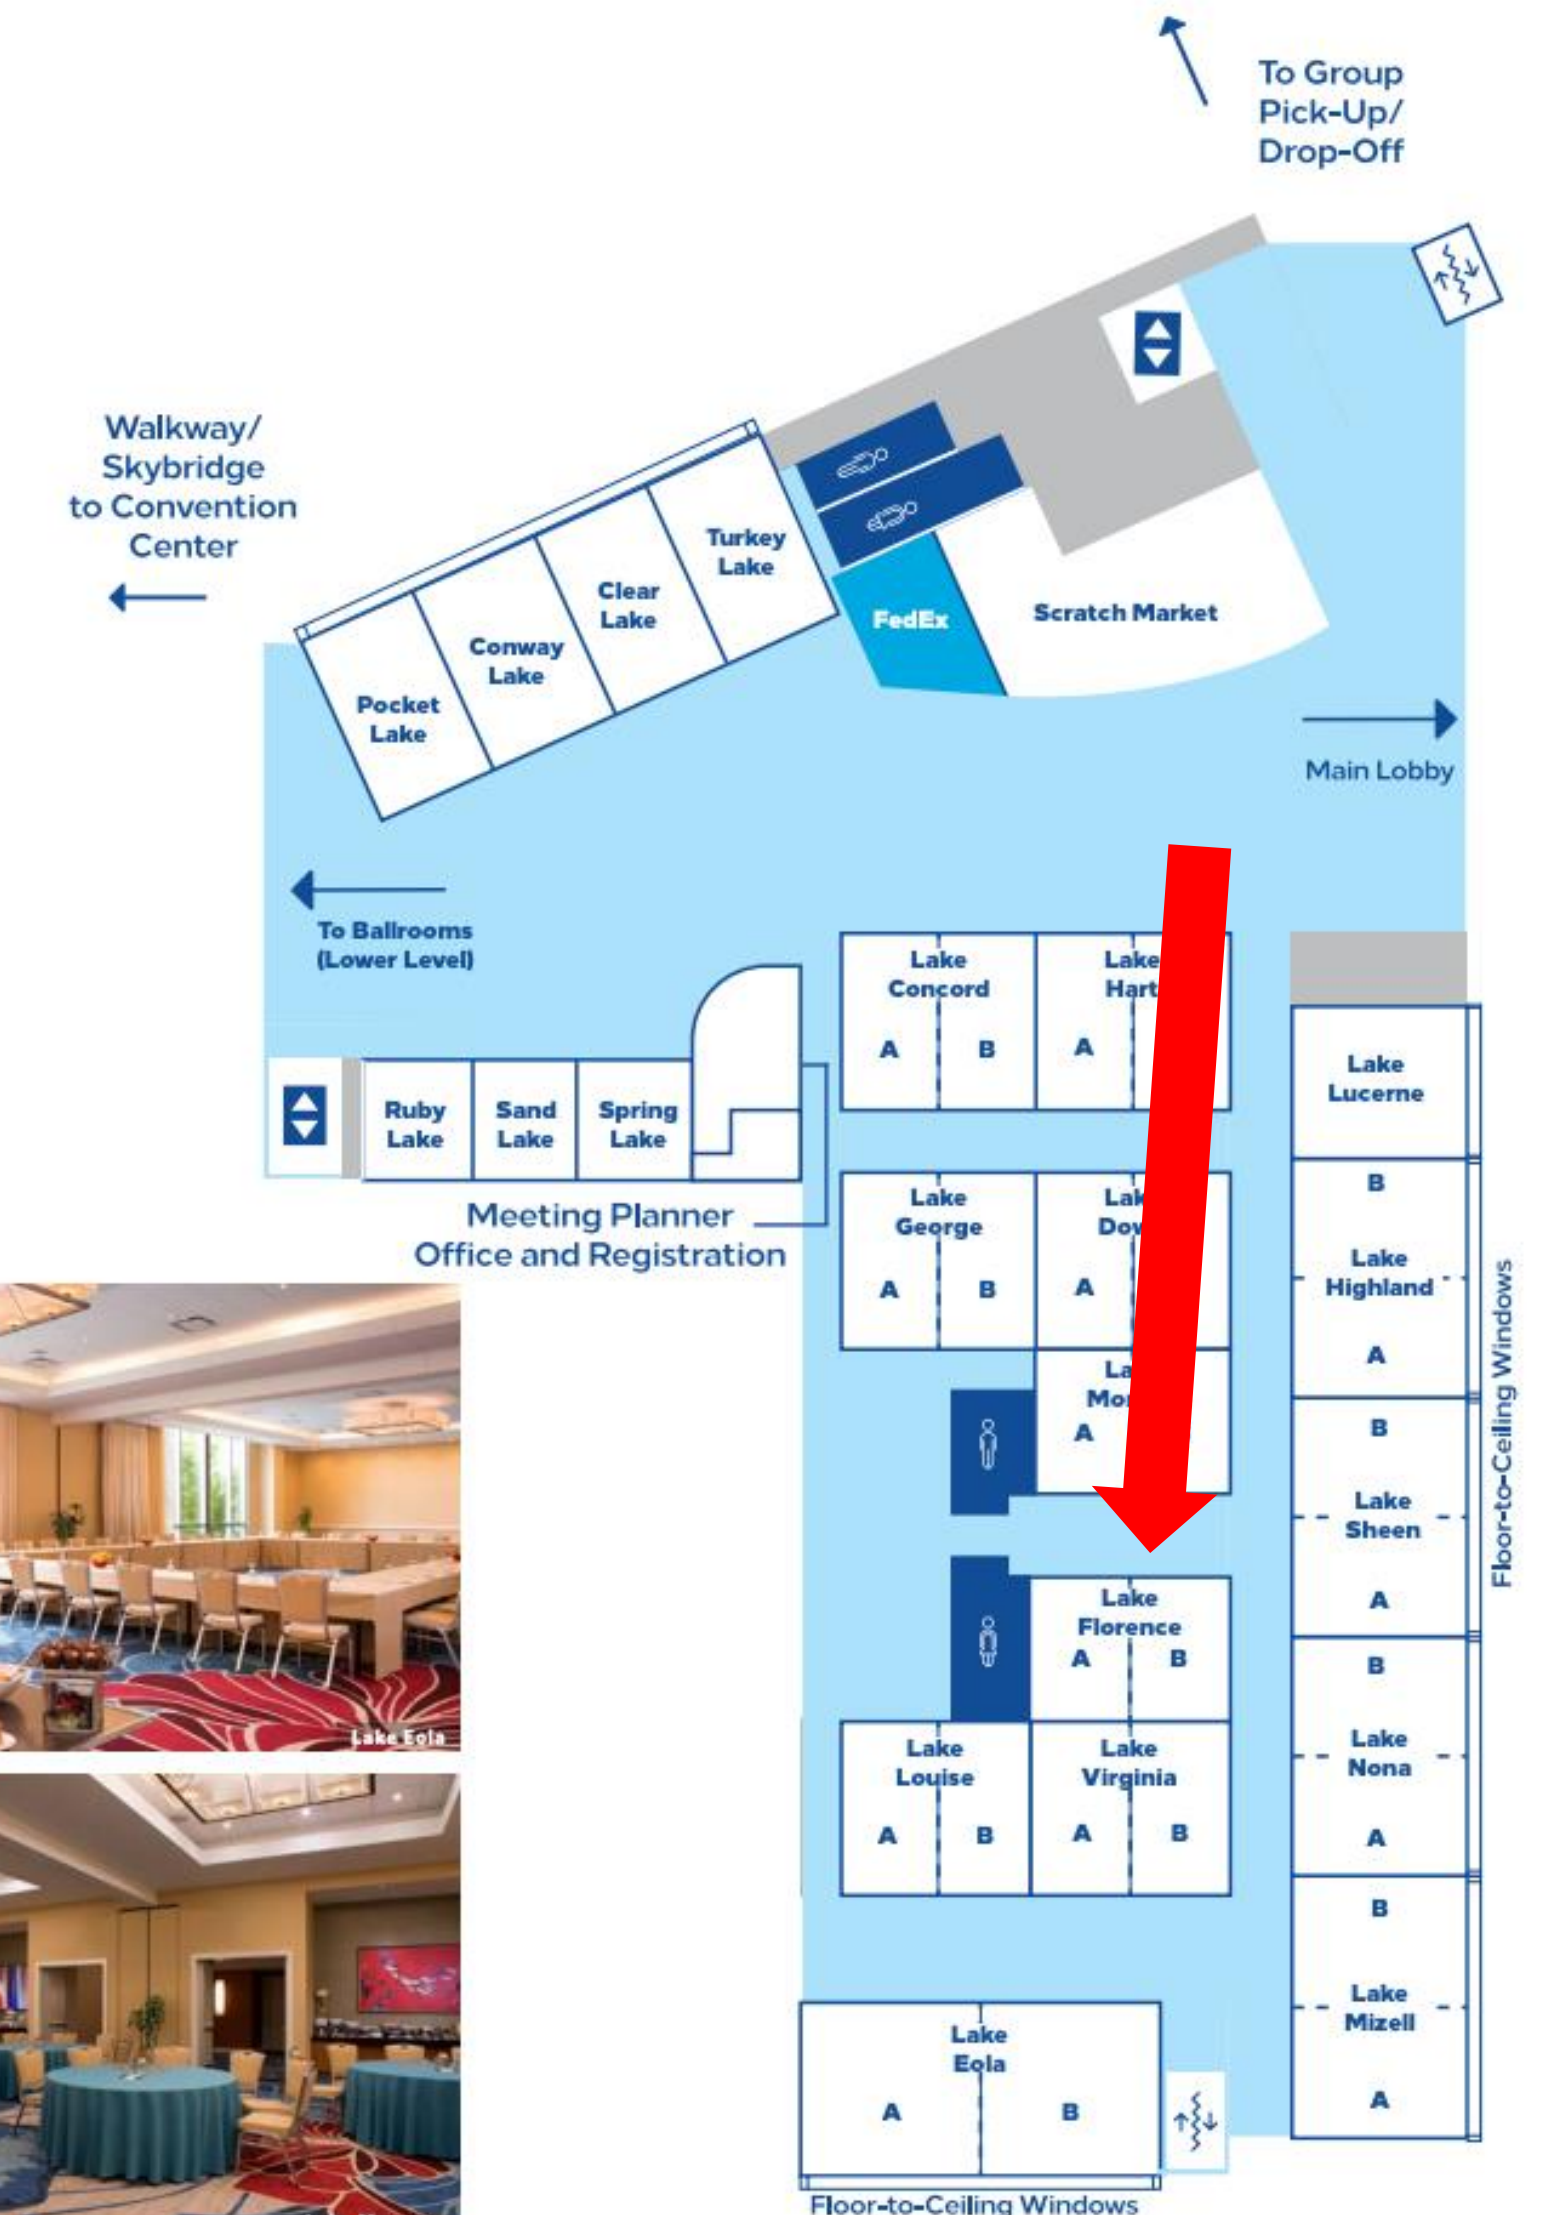 To Group
Pick-Up/
Drop-Off
Walkway/
Skybridge
to Convention
Center
Turkey
Lake
Clear
Lake
Conway
Lake
Pocket
Lake
FedEx
Scratch Market
Main Lobby
To Ballrooms
(Lower Level)
Lake
Concord
A B
Lake
Hart
A
Lake
Lucerne
Ruby
Lake
Sand
Lake
Spring
Lake
Meeting Planner
Office and Registration
Lake
George
A B
A
B
Lake
Highland
A
Floor-to-Ceiling Windows
A
B
Lake
Sheen
A
Lake
Florence
A B
B
Lake
Nona
A
Lake
Louise
A B
Lake
Virginia
A B
B
Lake
Mizell
A
Lake
Eola
A B
Floor-to-Ceiling Windows
Lake Eola